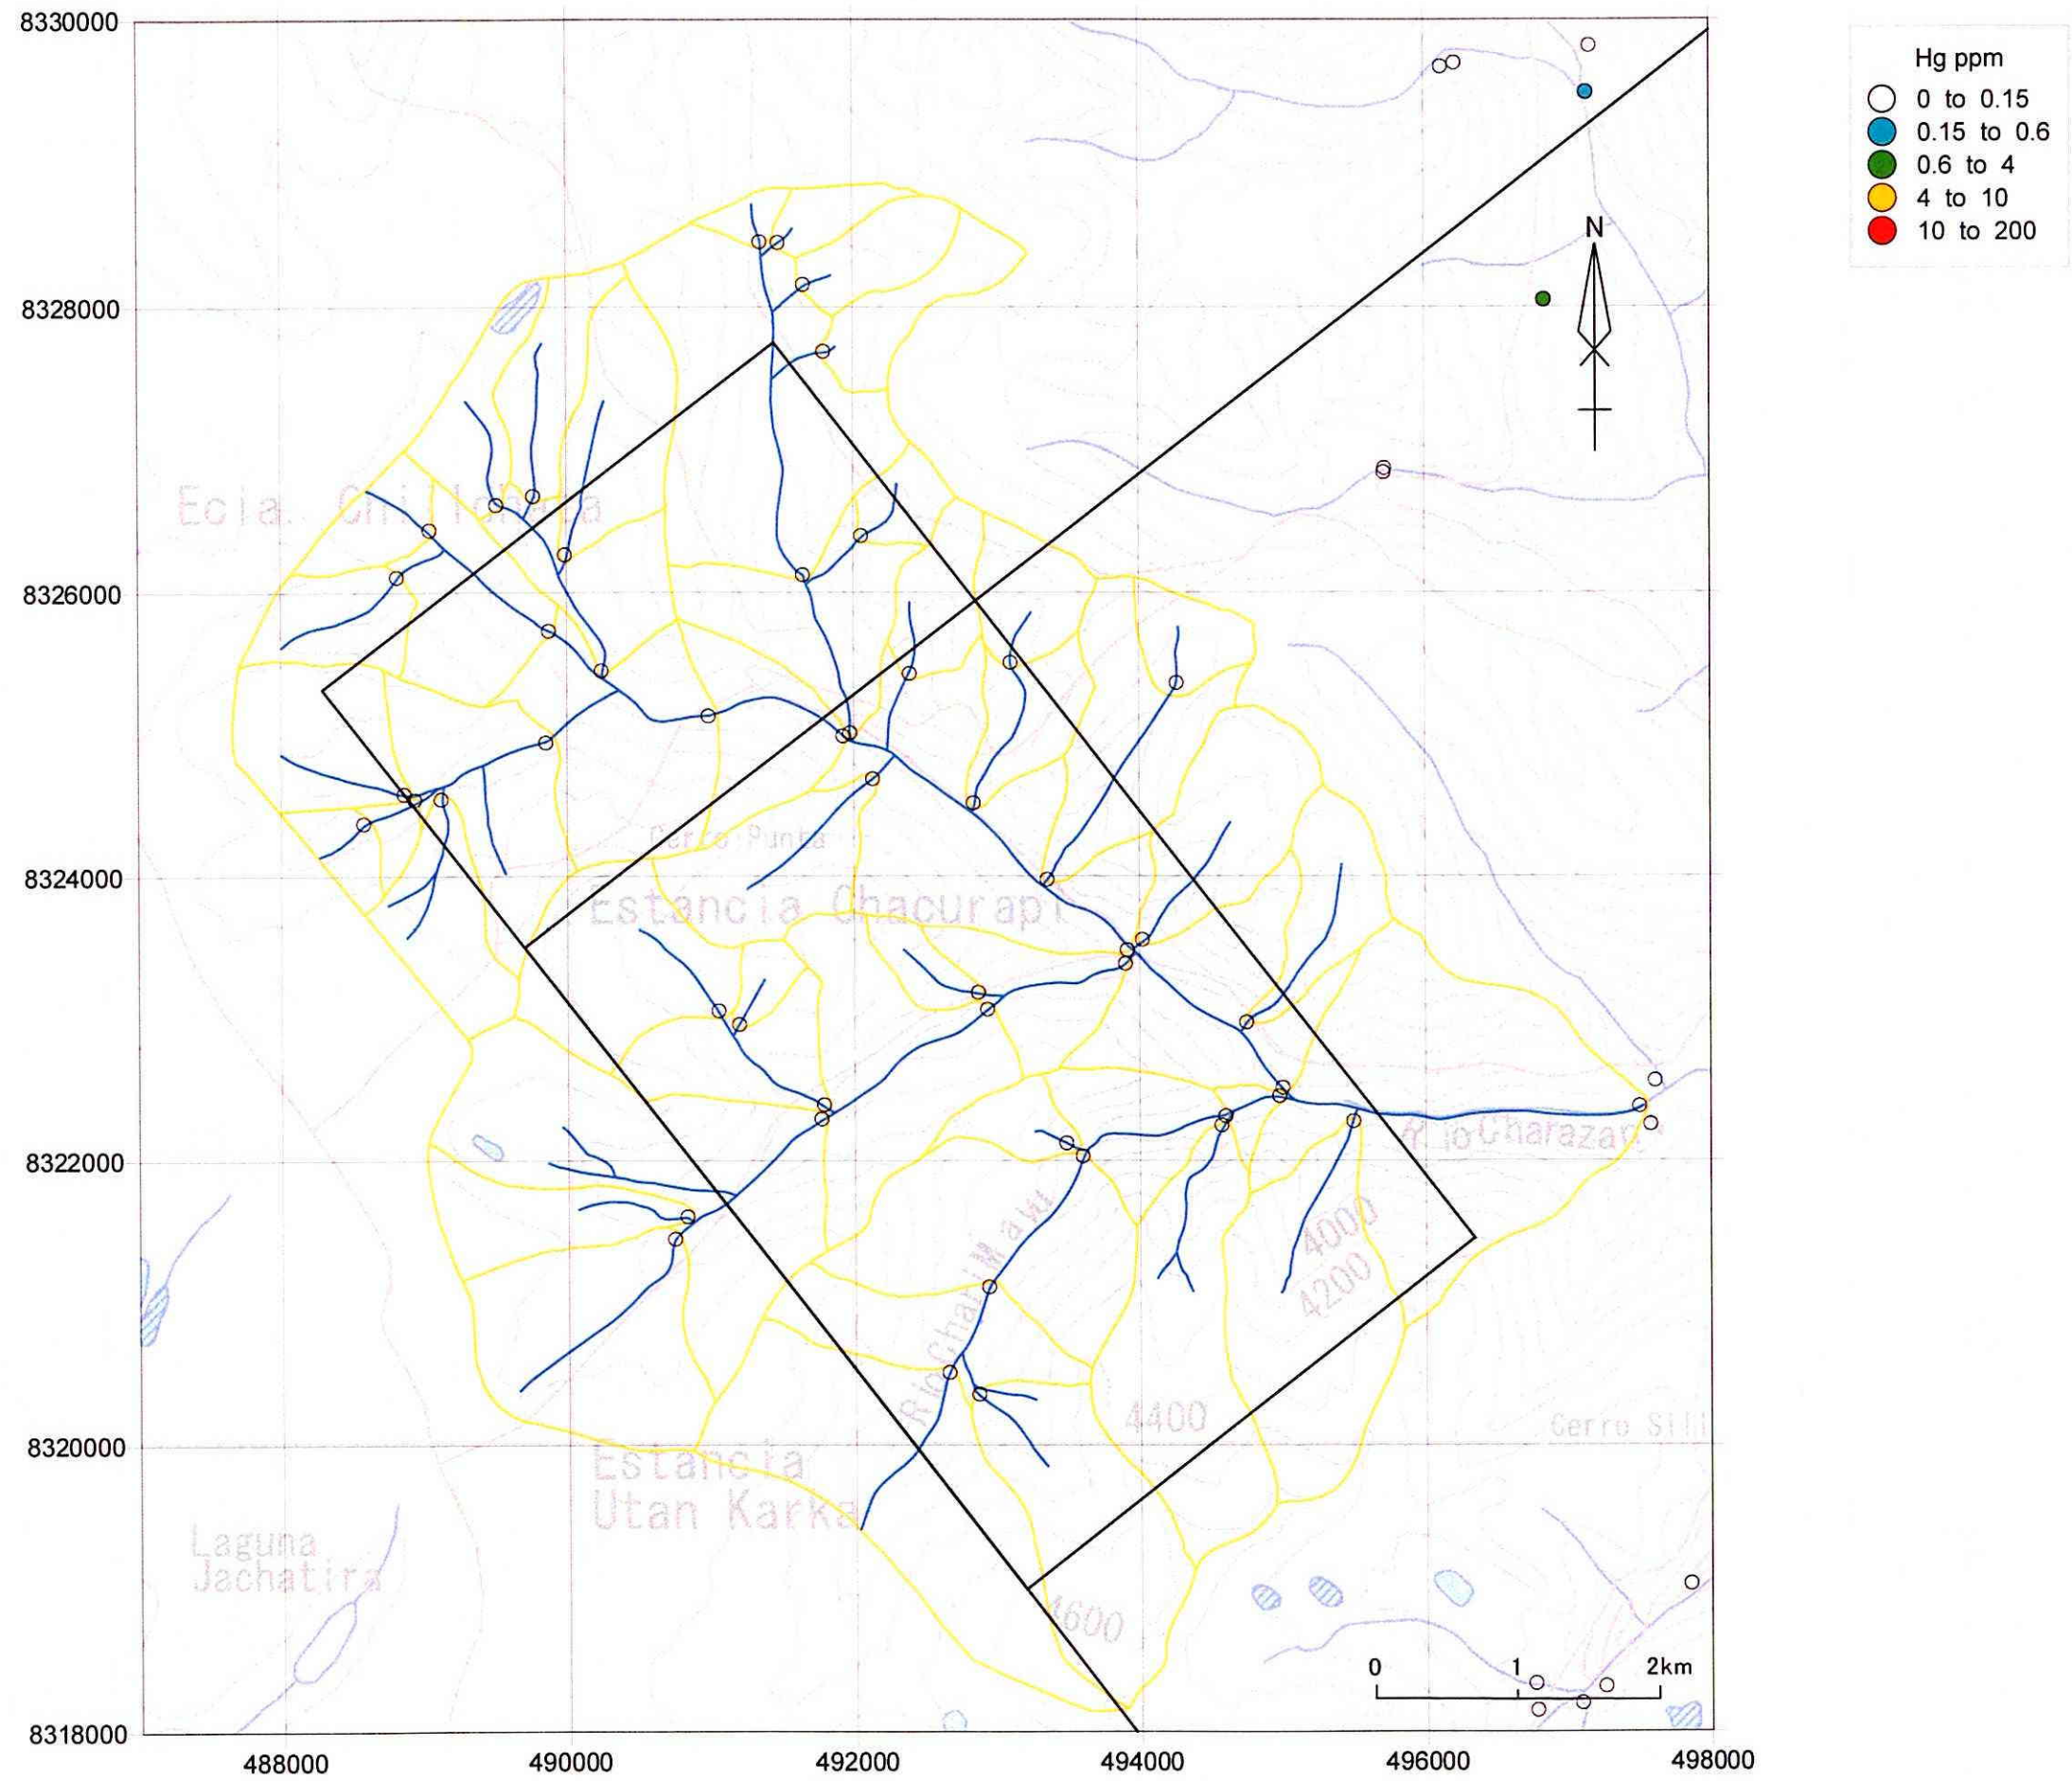 8330000
Hg ppm
0 to 0.15
0.15 to 0.6
0.6 to 4
4 to 10
10 to 200
N
8328000
Ecia.
8326000
Cerro Punta
8324000
Estancia Chacurapi
Rio Charazani
8322000
4000
4200
Rio Chari Mayu
4400
Cerro Sili
8320000
Estancia
Utan Karka
Laguna
Jachatira
4600
0 1 2km
8318000
488000 490000 492000 494000 496000 498000